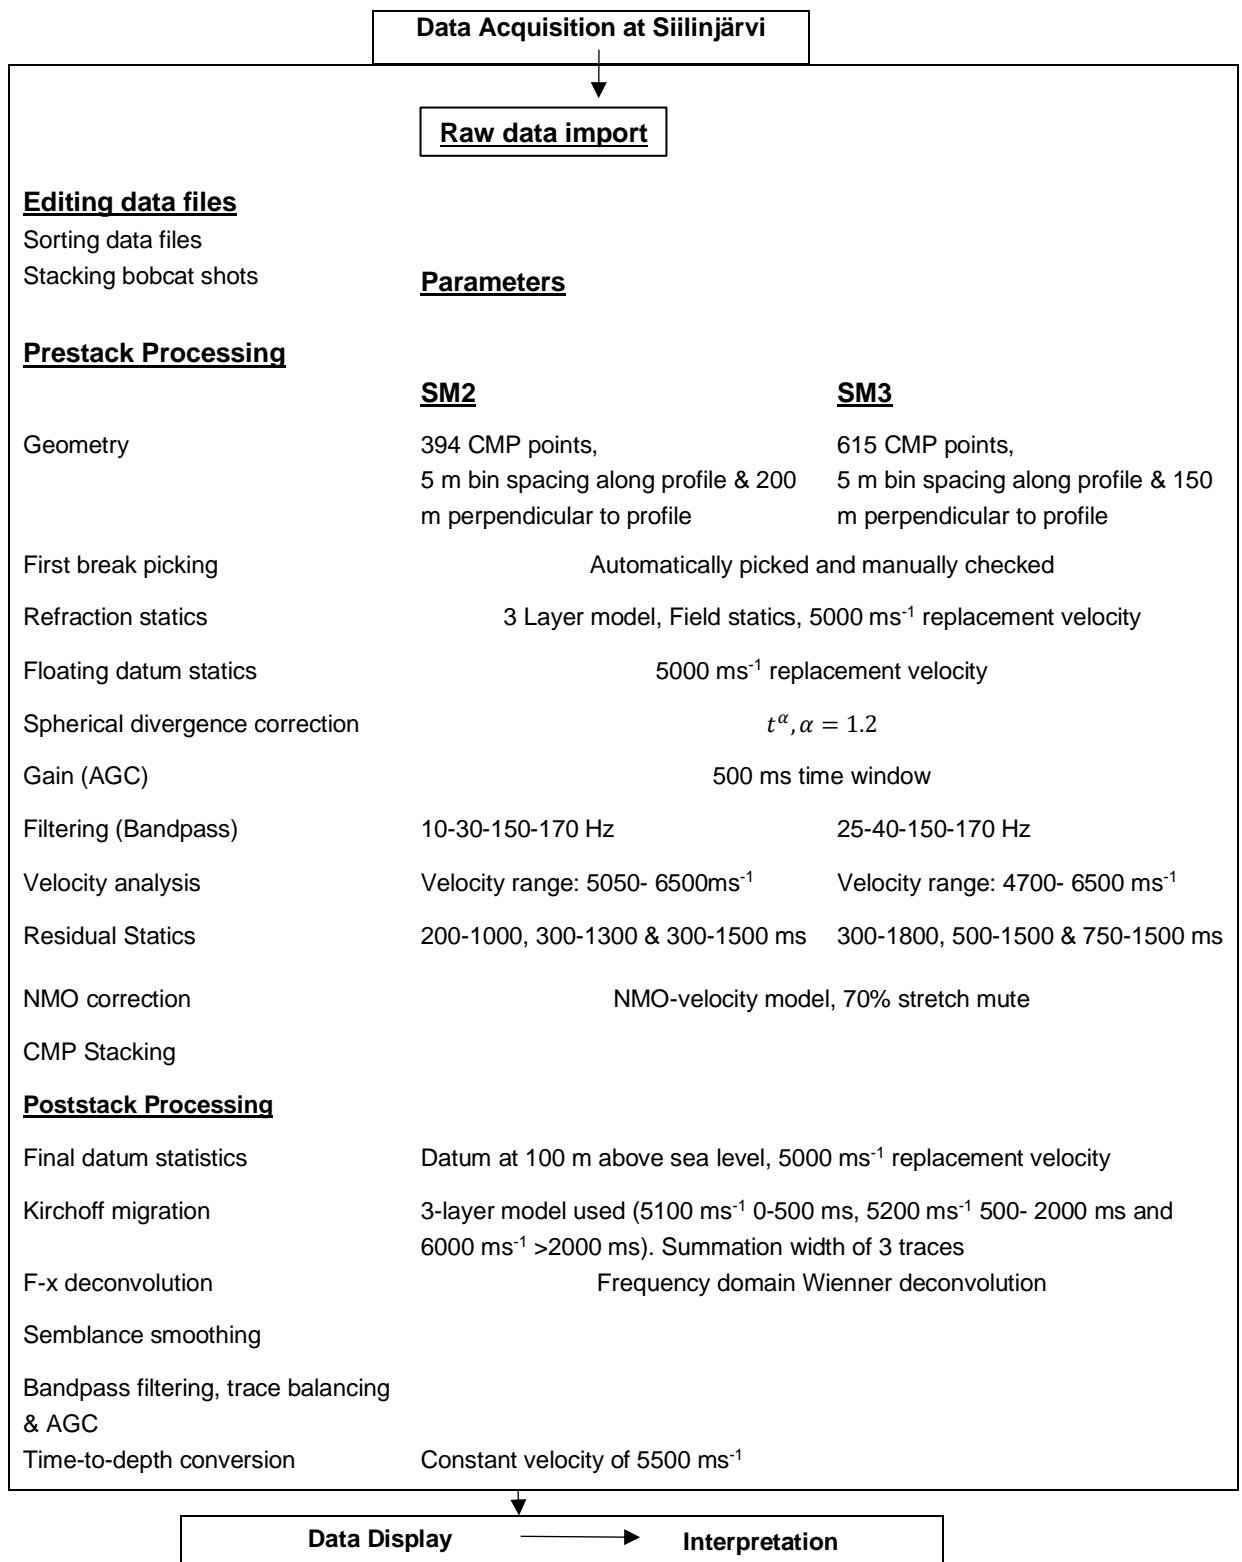 Data Acquisition at Siilinjärvi
Raw data import
Editing data files
Sorting data files
Stacking bobcat shots
Parameters
Prestack Processing
SM2 SM3
Geometry 394 CMP points, 615 CMP points,
5 m bin spacing along profile & 200 5 m bin spacing along profile & 150
m perpendicular to profile m perpendicular to profile
First break picking Automatically picked and manually checked
Refraction statics 3 Layer model, Field statics, 5000 ms⁻¹ replacement velocity
Floating datum statics 5000 ms⁻¹ replacement velocity
Spherical divergence correction 𝑡^𝛼, 𝛼 = 1.2
Gain (AGC) 500 ms time window
Filtering (Bandpass) 10-30-150-170 Hz 25-40-150-170 Hz
Velocity analysis Velocity range: 5050- 6500ms⁻¹ Velocity range: 4700- 6500 ms⁻¹
Residual Statics 200-1000, 300-1300 & 300-1500 ms 300-1800, 500-1500 & 750-1500 ms
NMO correction NMO-velocity model, 70% stretch mute
CMP Stacking
Poststack Processing
Final datum statistics Datum at 100 m above sea level, 5000 ms⁻¹ replacement velocity
Kirchoff migration 3-layer model used (5100 ms⁻¹ 0-500 ms, 5200 ms⁻¹ 500- 2000 ms and
6000 ms⁻¹ >2000 ms). Summation width of 3 traces
F-x deconvolution Frequency domain Wienner deconvolution
Semblance smoothing
Bandpass filtering, trace balancing
& AGC
Time-to-depth conversion Constant velocity of 5500 ms⁻¹
Data Display Interpretation